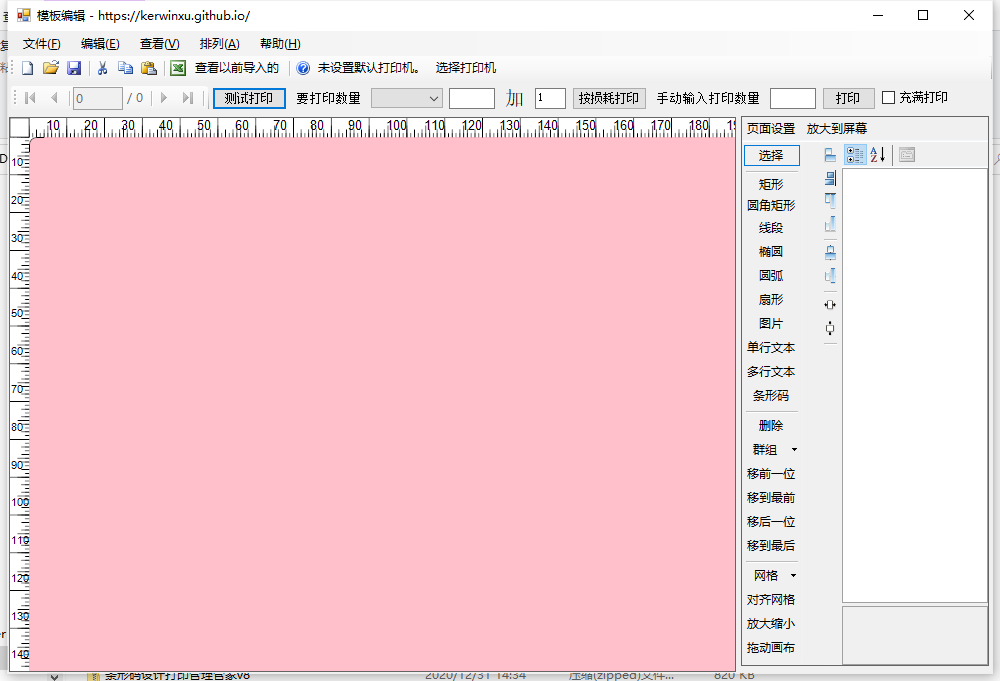 模板编辑 - https://kerwinxu.github.io/
文件(F) 编辑(E) 查看(V) 排列(A) 帮助(H)
查看以前导入的 未设置默认打印机。 选择打印机
0 / 0 测试打印 要打印数量 加 1 按损耗打印 手动输入打印数量 打印 充满打印
10 20 30 40 50 60 70 80 90 100 110 120 130 140 150 160 170 180
10
20
30
40
50
60
70
80
90
100
110
120
130
140
页面设置 放大到屏幕
选择
矩形
圆角矩形
线段
椭圆
圆弧
扇形
图片
单行文本
多行文本
条形码
删除
群组
移前一位
移到最前
移后一位
移到最后
网格
对齐网格
放大缩小
拖动画布
条形码设计打印管理管家v8 2020/12/31 14:34 压缩(zipped)文件... 820 KB